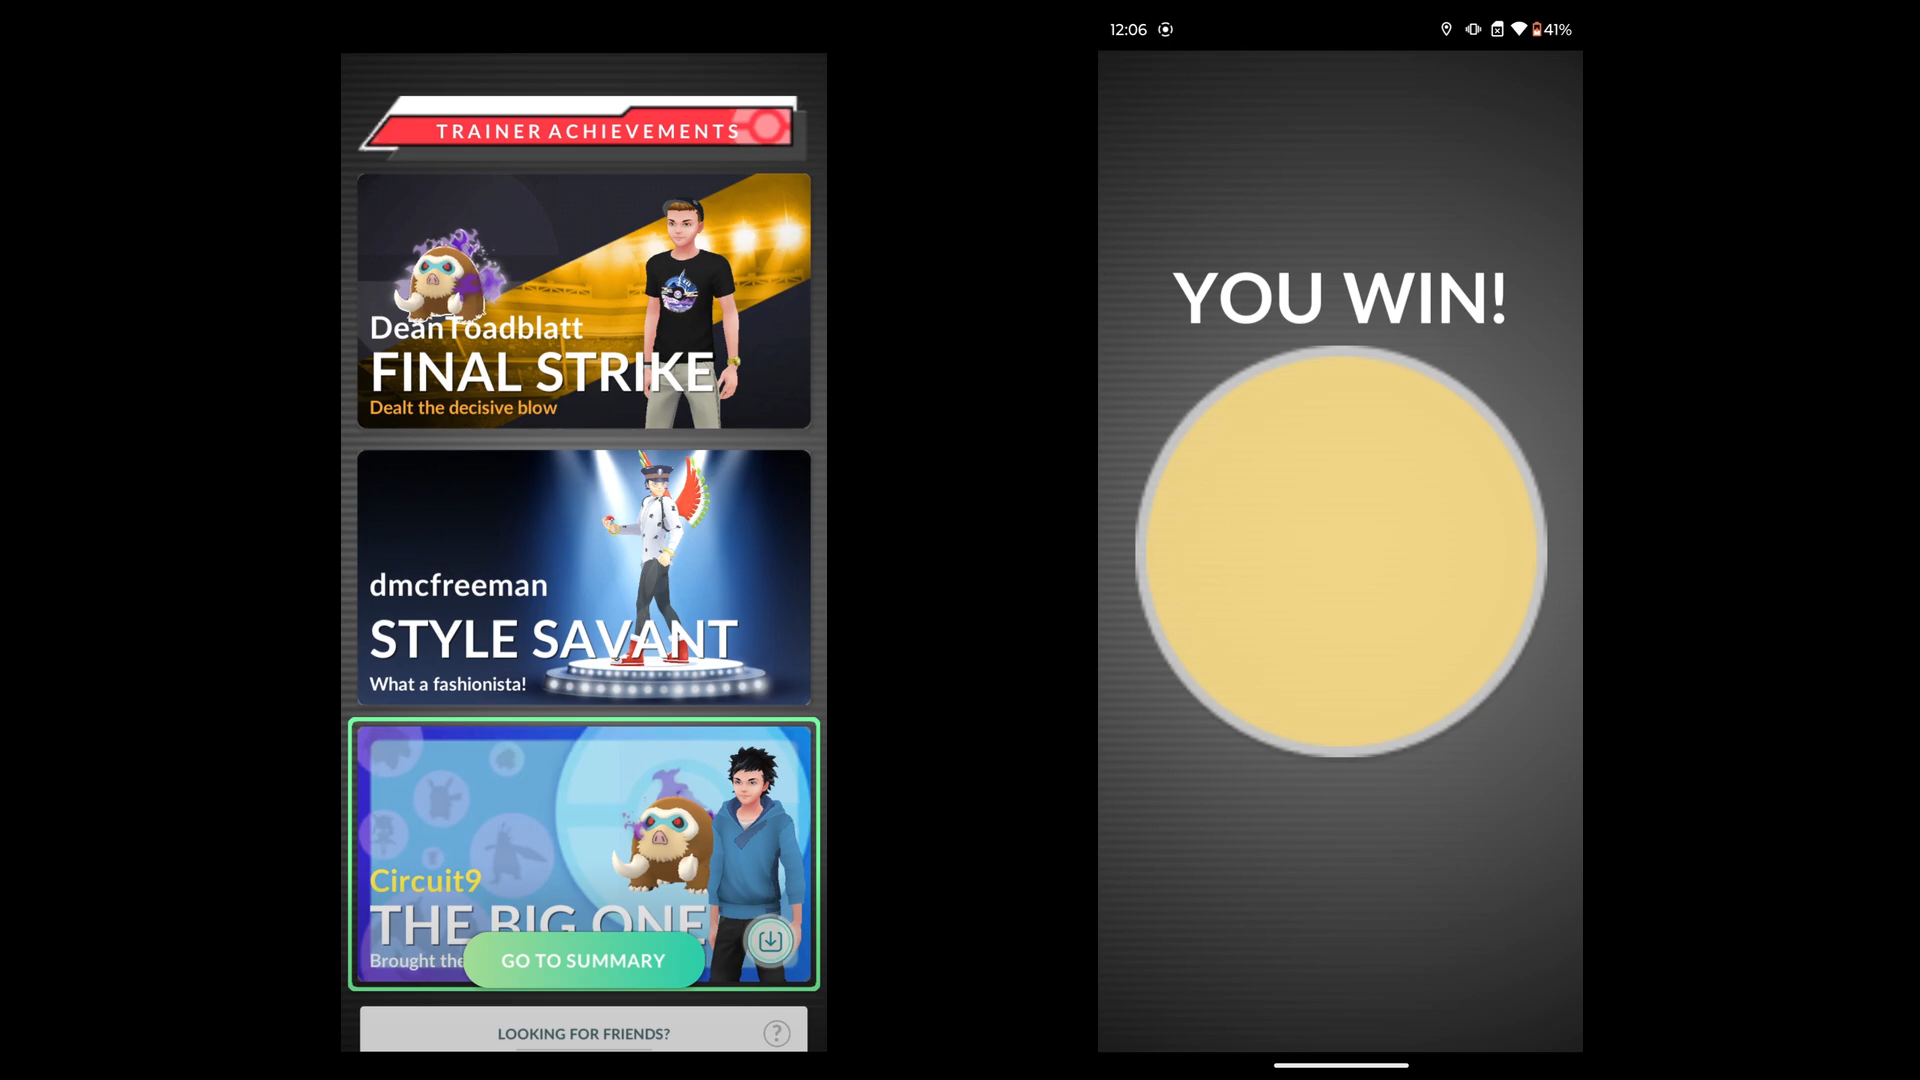 TRAINER ACHIEVEMENTS
DeanToadblatt
FINAL STRIKE
Dealt the decisive blow
dmcfreeman
STYLE SAVANT
What a fashionista!
Circuit9
THE BIG ONE
Brought the
GO TO SUMMARY
LOOKING FOR FRIENDS?
?
12:06
41%
YOU WIN!